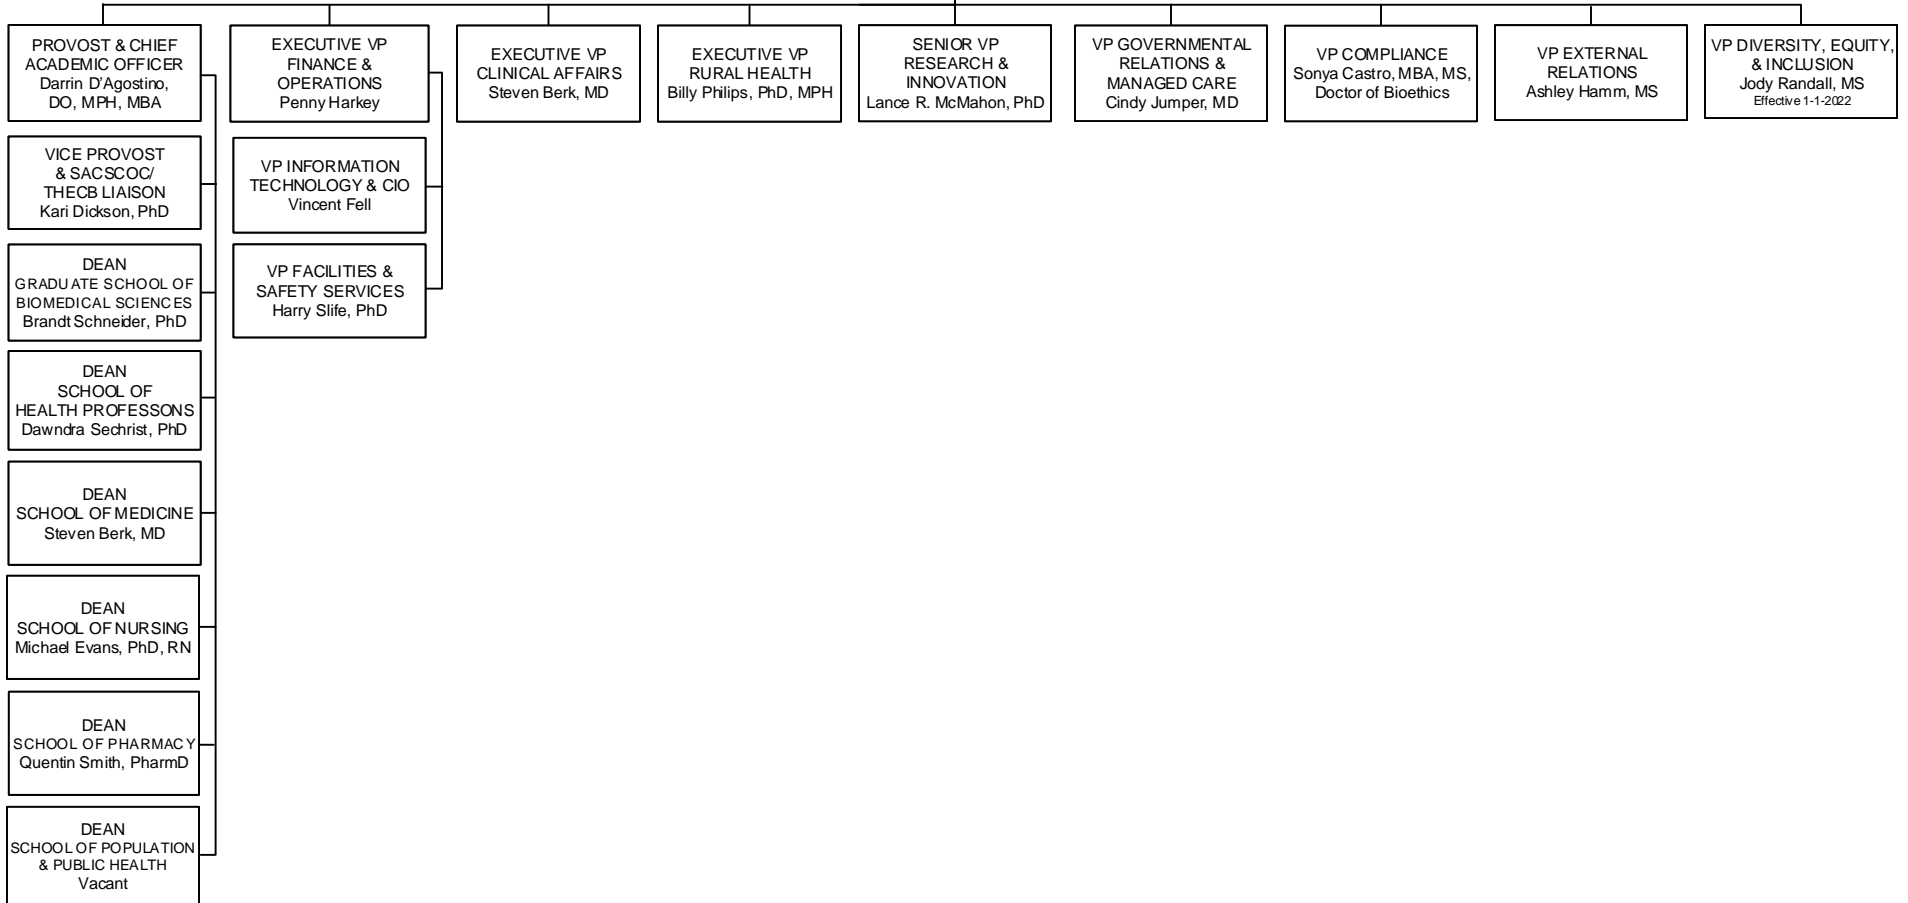 PROVOST & CHIEF
ACADEMIC OFFICER
Darrin D'Agostino,
DO, MPH, MBA
EXECUTIVE VP
FINANCE &
OPERATIONS
Penny Harkey
EXECUTIVE VP
CLINICAL AFFAIRS
Steven Berk, MD
EXECUTIVE VP
RURAL HEALTH
Billy Philips, PhD, MPH
SENIOR VP
RESEARCH &
INNOVATION
Lance R. McMahon, PhD
VP GOVERNMENTAL
RELATIONS &
MANAGED CARE
Cindy Jumper, MD
VP COMPLIANCE
Sonya Castro, MBA, MS,
Doctor of Bioethics
VP EXTERNAL
RELATIONS
Ashley Hamm, MS
VP DIVERSITY, EQUITY,
& INCLUSION
Jody Randall, MS
Effective 1-1-2022
VICE PROVOST
& SACSCOC/
THECB LIAISON
Kari Dickson, PhD
VP INFORMATION
TECHNOLOGY & CIO
Vincent Fell
DEAN
GRADUATE SCHOOL OF
BIOMEDICAL SCIENCES
Brandt Schneider, PhD
VP FACILITIES &
SAFETY SERVICES
Harry Slife, PhD
DEAN
SCHOOL OF
HEALTH PROFESSONS
Dawndra Sechrist, PhD
DEAN
SCHOOL OF MEDICINE
Steven Berk, MD
DEAN
SCHOOL OF NURSING
Michael Evans, PhD, RN
DEAN
SCHOOL OF PHARMACY
Quentin Smith, PharmD
DEAN
SCHOOL OF POPULATION
& PUBLIC HEALTH
Vacant